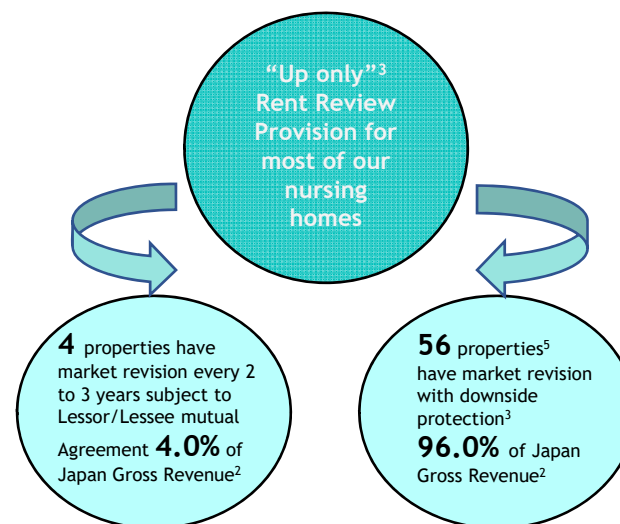 “Up only”³
Rent Review
Provision for
most of our
nursing
homes
4 properties have
market revision every 2
to 3 years subject to
Lessor/Lessee mutual
Agreement 4.0% of
Japan Gross Revenue²
56 properties⁵
have market revision
with downside
protection³
96.0% of Japan
Gross Revenue²